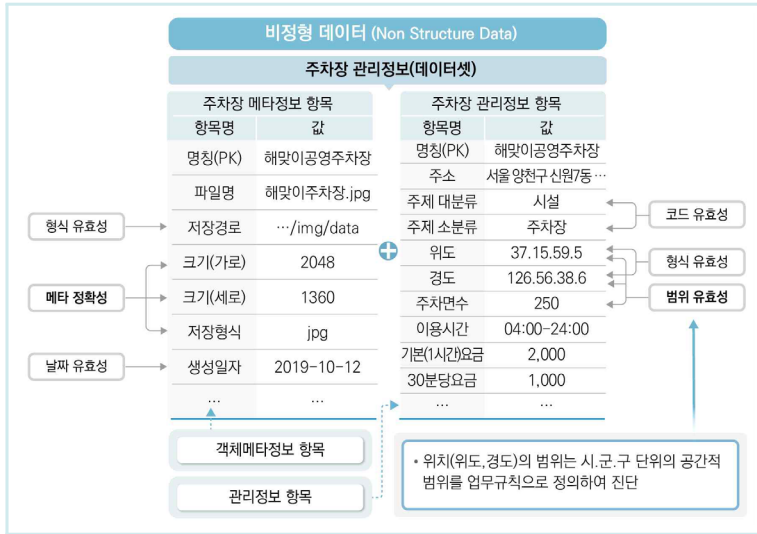 비정형 데이터 (Non Structure Data)
주차장 관리정보(데이터셋)
주차장 메타정보 항목
항목명 값
명칭(PK) 해맞이공영주차장
파일명 해맞이주차장.jpg
저장경로 …/img/data
크기(가로) 2048
크기(세로) 1360
저장형식 jpg
생성일자 2019-10-12
… …
주차장 관리정보 항목
항목명 값
명칭(PK) 해맞이공영주차장
주소 서울 양천구 신원7동…
주제 대분류 시설
주제 소분류 주차장
위도 37.15.59.5
경도 126.56.38.6
주차면수 250
이용시간 04:00-24:00
기본(1시간)요금 2,000
30분당요금 1,000
… …
형식 유효성
메타 정확성
날짜 유효성
코드 유효성
형식 유효성
범위 유효성
객체메타정보 항목
관리정보 항목
• 위치(위도,경도)의 범위는 시.군.구 단위의 공간적
범위를 업무규칙으로 정의하여 진단